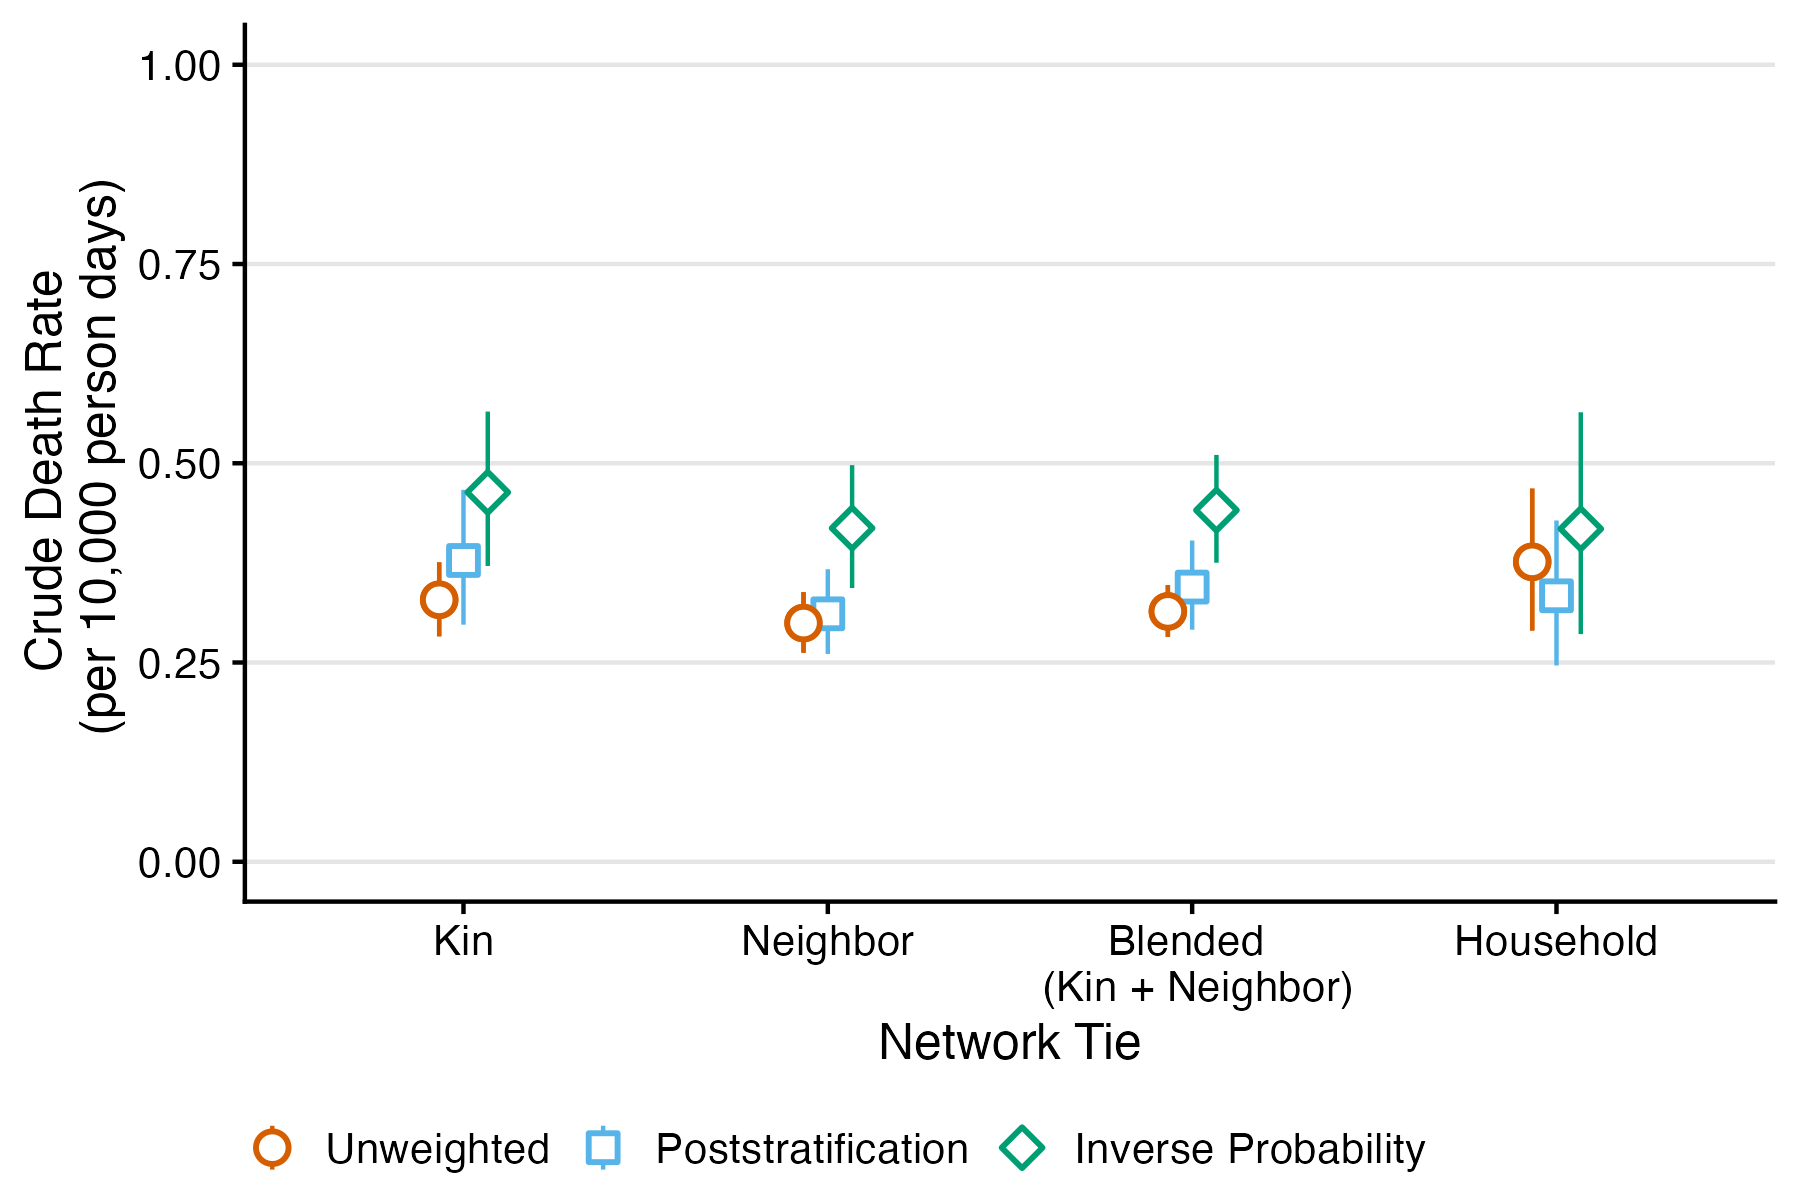 Crude Death Rate
(per 10,000 person days)
1.00
0.75
0.50
0.25
0.00
Kin
Neighbor
Blended
(Kin + Neighbor)
Household
Network Tie
Unweighted
Poststratification
Inverse Probability